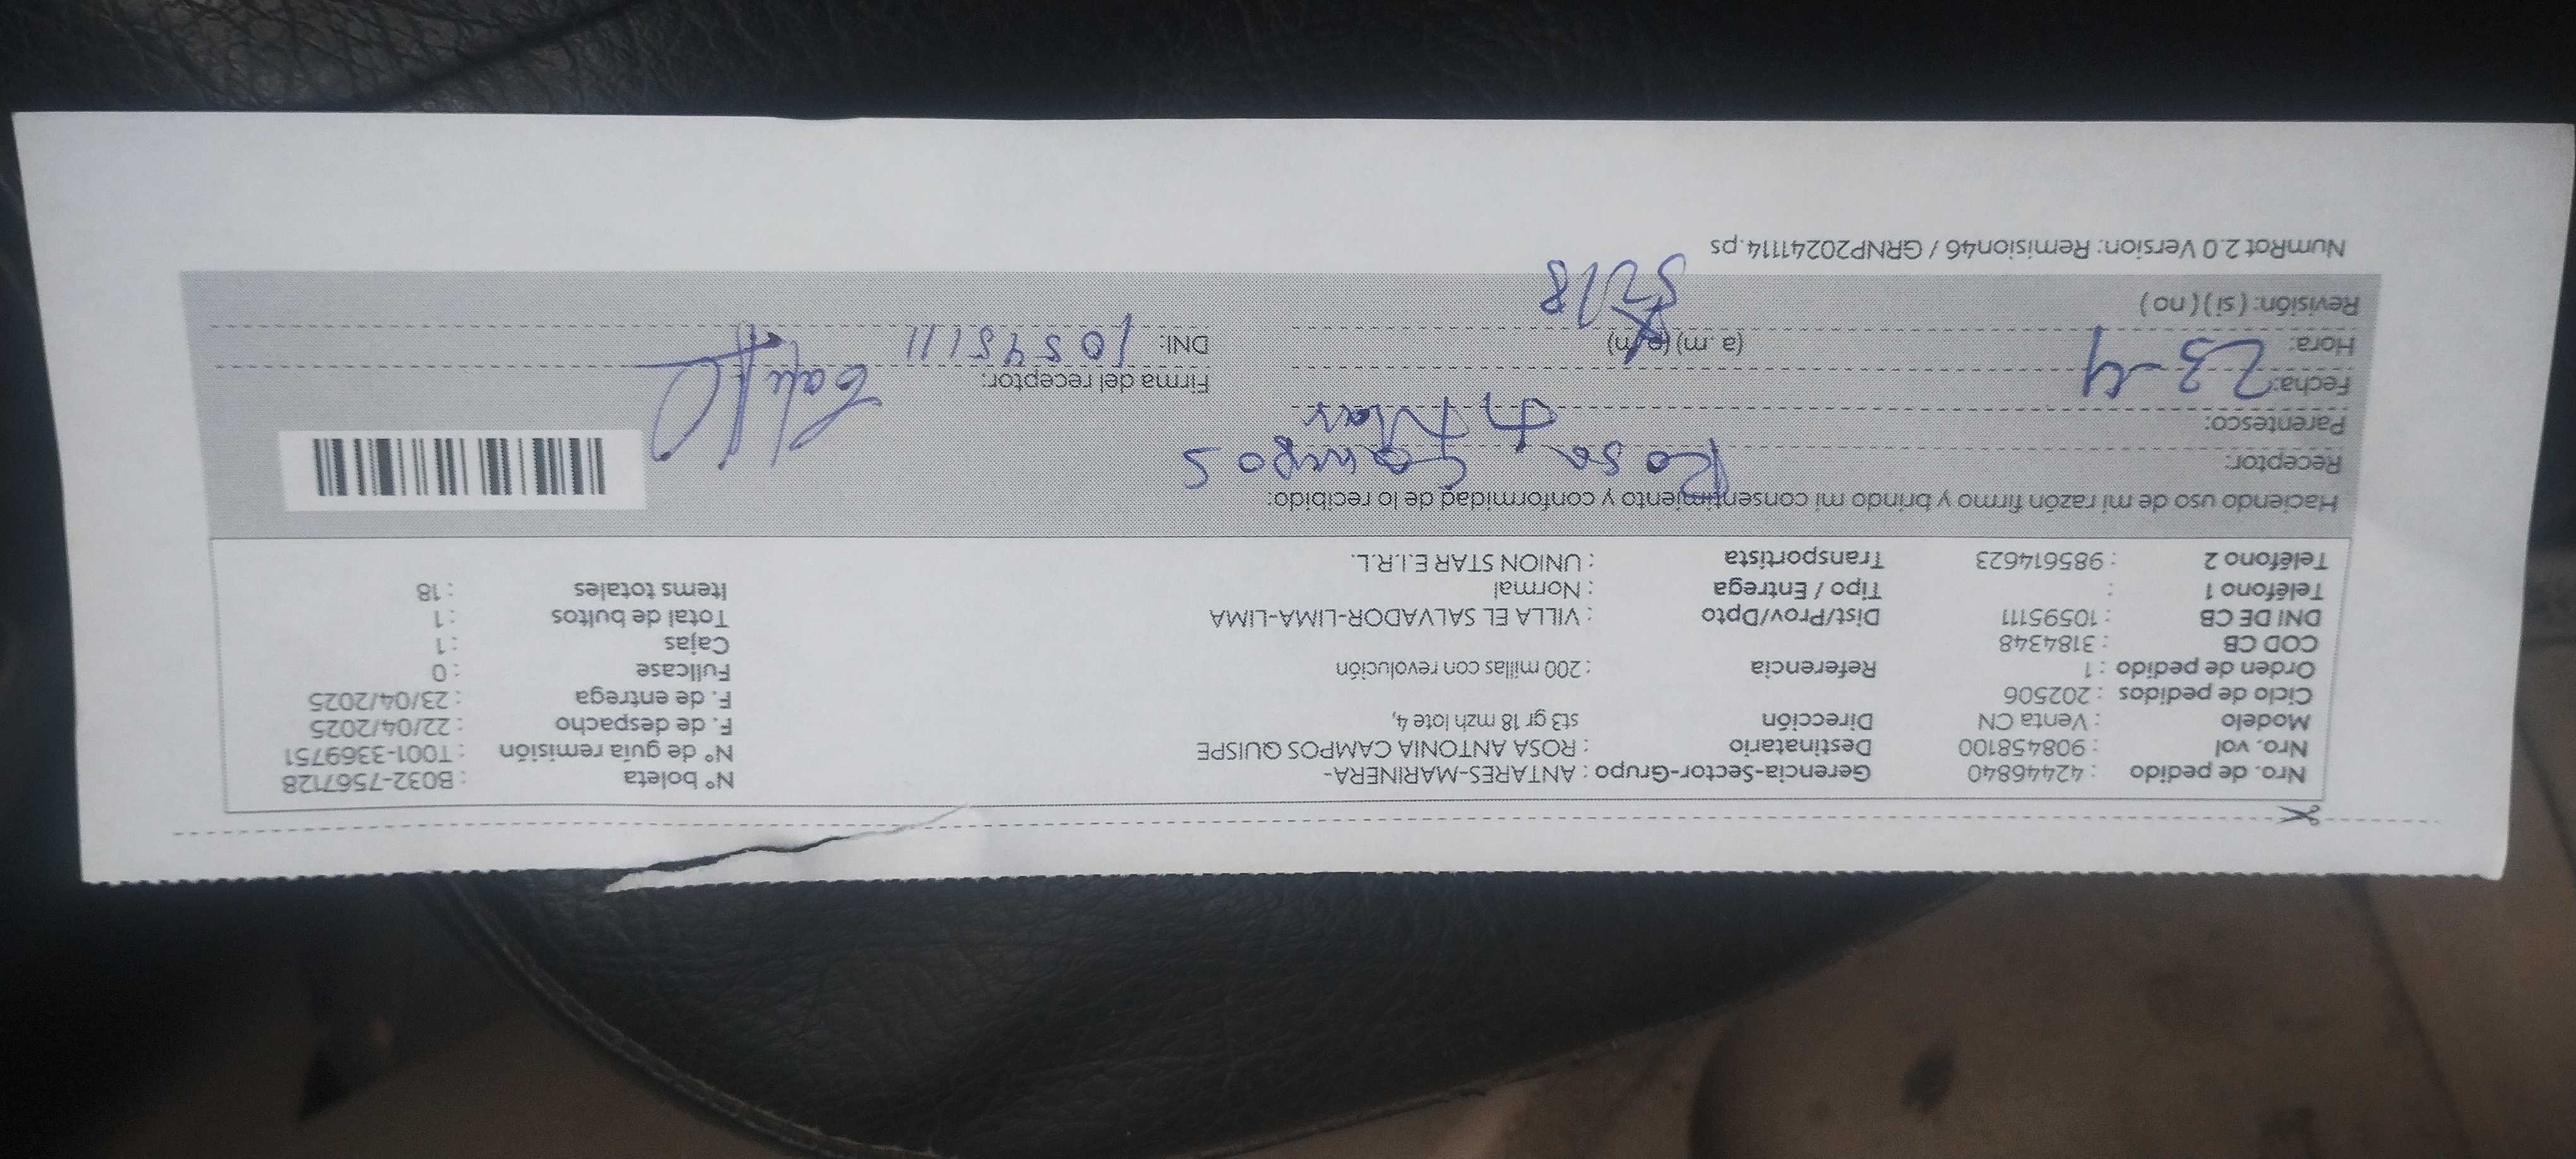 Nro. de pedido : 42446840 Gerencia-Sector-Grupo : ANTARES-MARINERA- N° boleta : B032-7567128
Nro. vol : 908458100 Destinatario : ROSA ANTONIA CAMPOS QUISPE N° de guía remisión : T001-3369751
Modelo : Venta CN Dirección st3 gr 18 mzh lote 4, F. de despacho : 22/04/2025
Ciclo de pedidos : 202506 F. de entrega : 23/04/2025
Orden de pedido : 1 Referencia : 200 millas con revolución Fullcase : 0
COD CB : 3184348 Cajas : 1
DNI DE CB : 10595111 Dist/Prov/Dpto : VILLA EL SALVADOR-LIMA-LIMA Total de bultos : 1
Teléfono 1 : Tipo / Entrega : Normal Items totales : 18
Teléfono 2 : 985614623 Transportista : UNION STAR E.I.R.L.
Haciendo uso de mi razón firmo y brindo mi consentimiento y conformidad de lo recibido:
Receptor: Rosa Campos
Parentesco: Titular
Fecha: 23-4 Firma del receptor:
Hora: (a. m) (p. m) DNI: 10595111
Revisión: ( si ) ( no ) 5218
NumRot 2.0 Version: Remision46 / GRNP20241114.ps